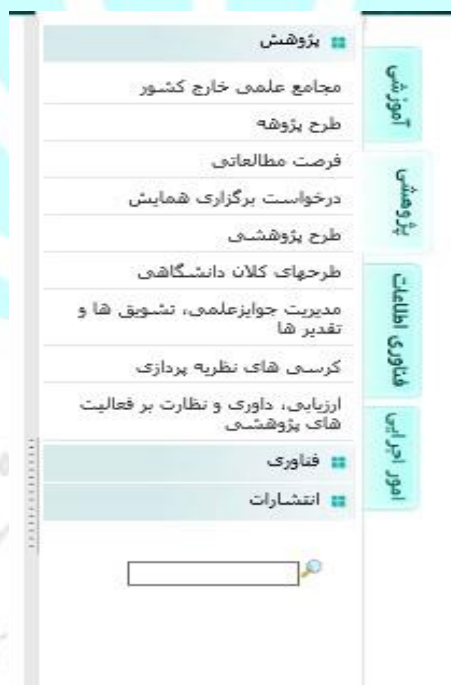 پژوهش
مجامع علمی خارج کشور
طرح پژوهه
فرصت مطالعاتی
درخواست برگزاری همایش
طرح پژوهشی
طرحهای کلان دانشگاهی
مدیریت جوایزعلمی، تشویق ها و
تقدیر ها
کرسی های نظریه پردازی
ارزیابی، داوری و نظارت بر فعالیت
های پژوهشی
فناوری
انتشارات
آموزشی
پژوهشی
فناوری اطلاعات
امور اجرایی